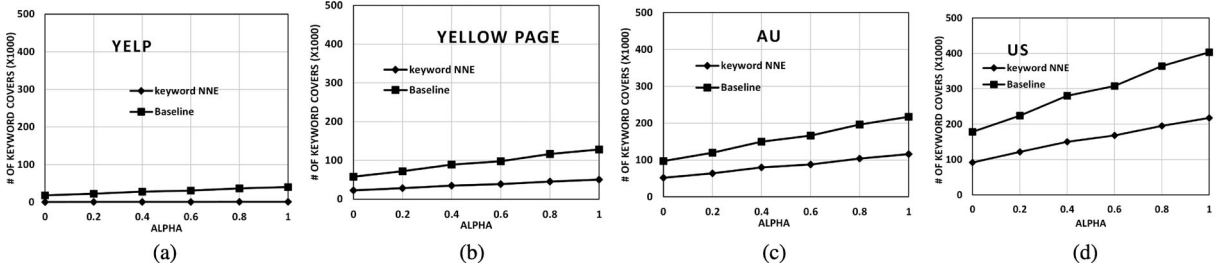 500
400
300
200
100
0
# OF KEYWORD COVERS (X1000)
YELP
keyword NNE
Baseline
0 0.2 0.4 0.6 0.8 1
ALPHA
(a)
500
400
300
200
100
0
# OF KEYWORD COVERS (X1000)
YELLOW PAGE
keyword NNE
Baseline
0 0.2 0.4 0.6 0.8 1
ALPHA
(b)
500
400
300
200
100
0
# OF KEYWORD COVERS (X1000)
AU
keyword NNE
Baseline
0 0.2 0.4 0.6 0.8 1
ALPHA
(c)
500
400
300
200
100
0
# OF KEYWORD COVERS (X1000)
US
keyword NNE
Baseline
0 0.2 0.4 0.6 0.8 1
ALPHA
(d)